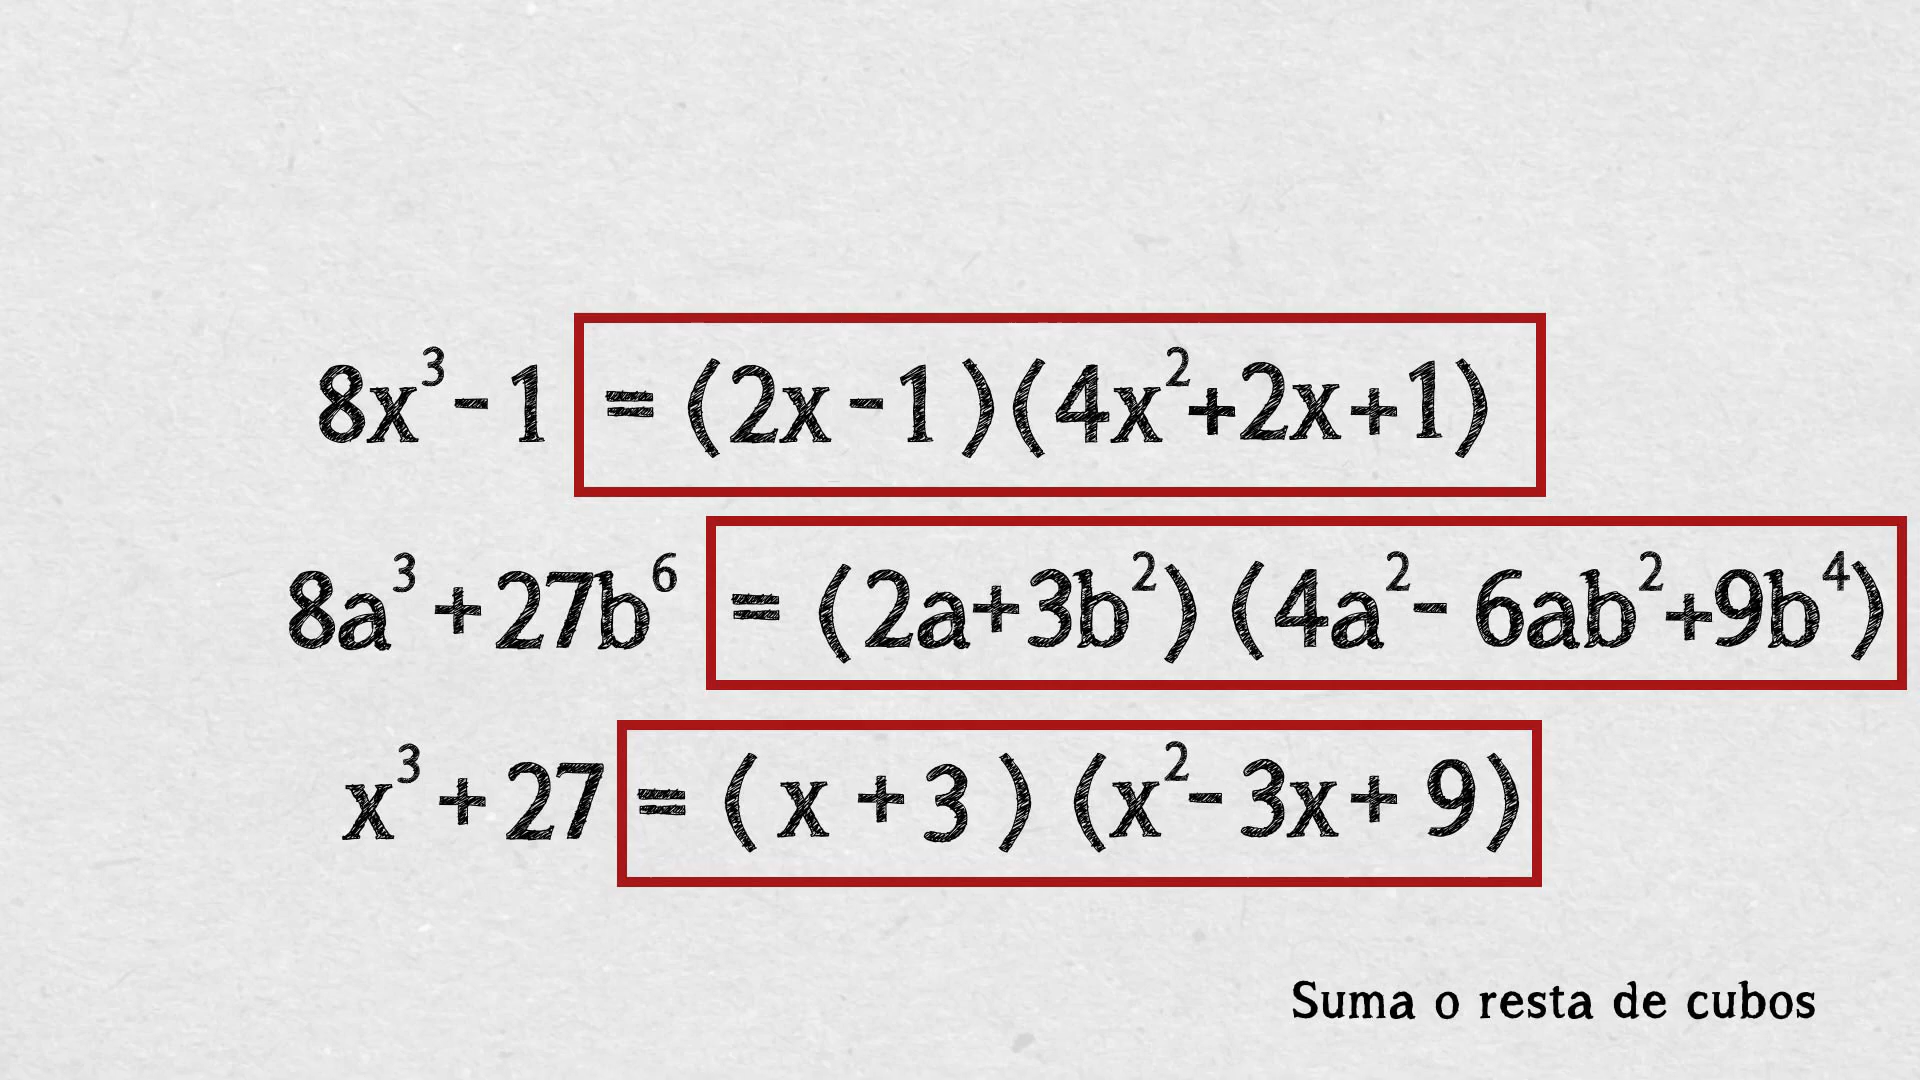 8x³-1 =(2x-1)(4x²+2x+1)
8a³+27b⁶ =(2a+3b²)(4a²-6ab²+9b⁴)
x³+27=(x+3)(x²-3x+9)
Suma o resta de cubos